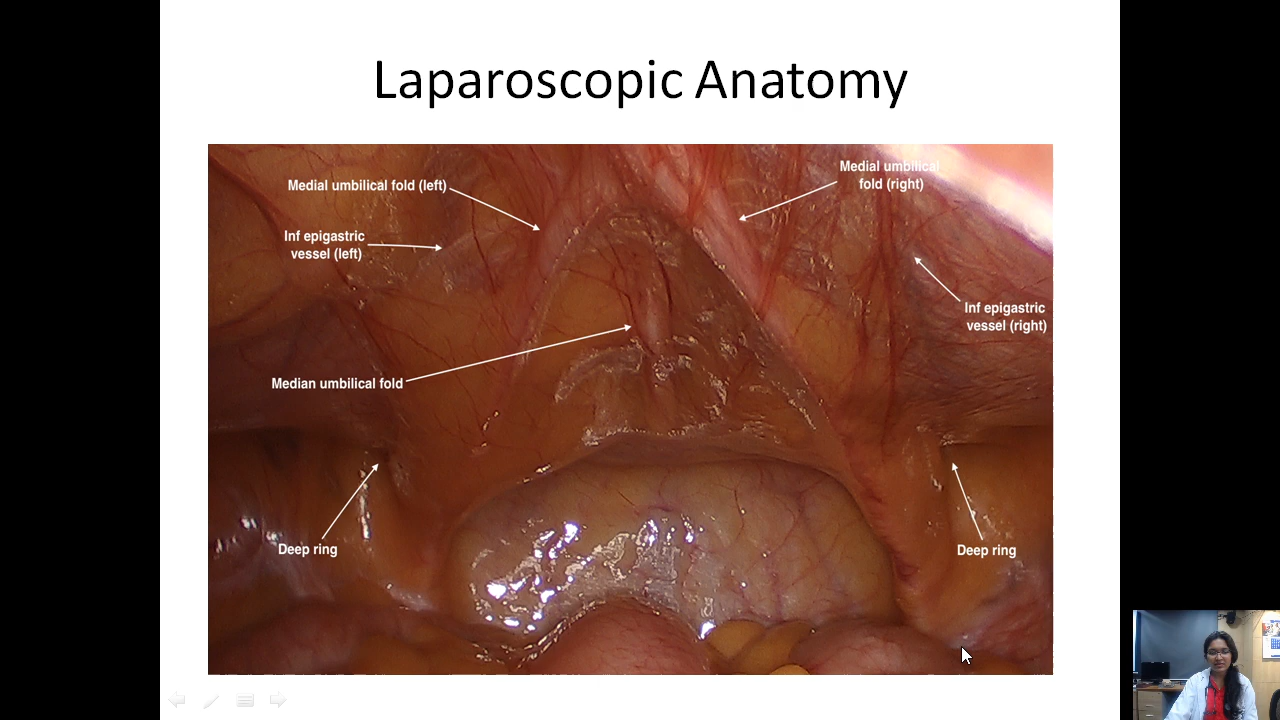 Laparoscopic Anatomy
Medial umbilical
fold (right)
Medial umbilical fold (left)
Inf epigastric
vessel (left)
Inf epigastric
vessel (right)
Median umbilical fold
Deep ring
Deep ring